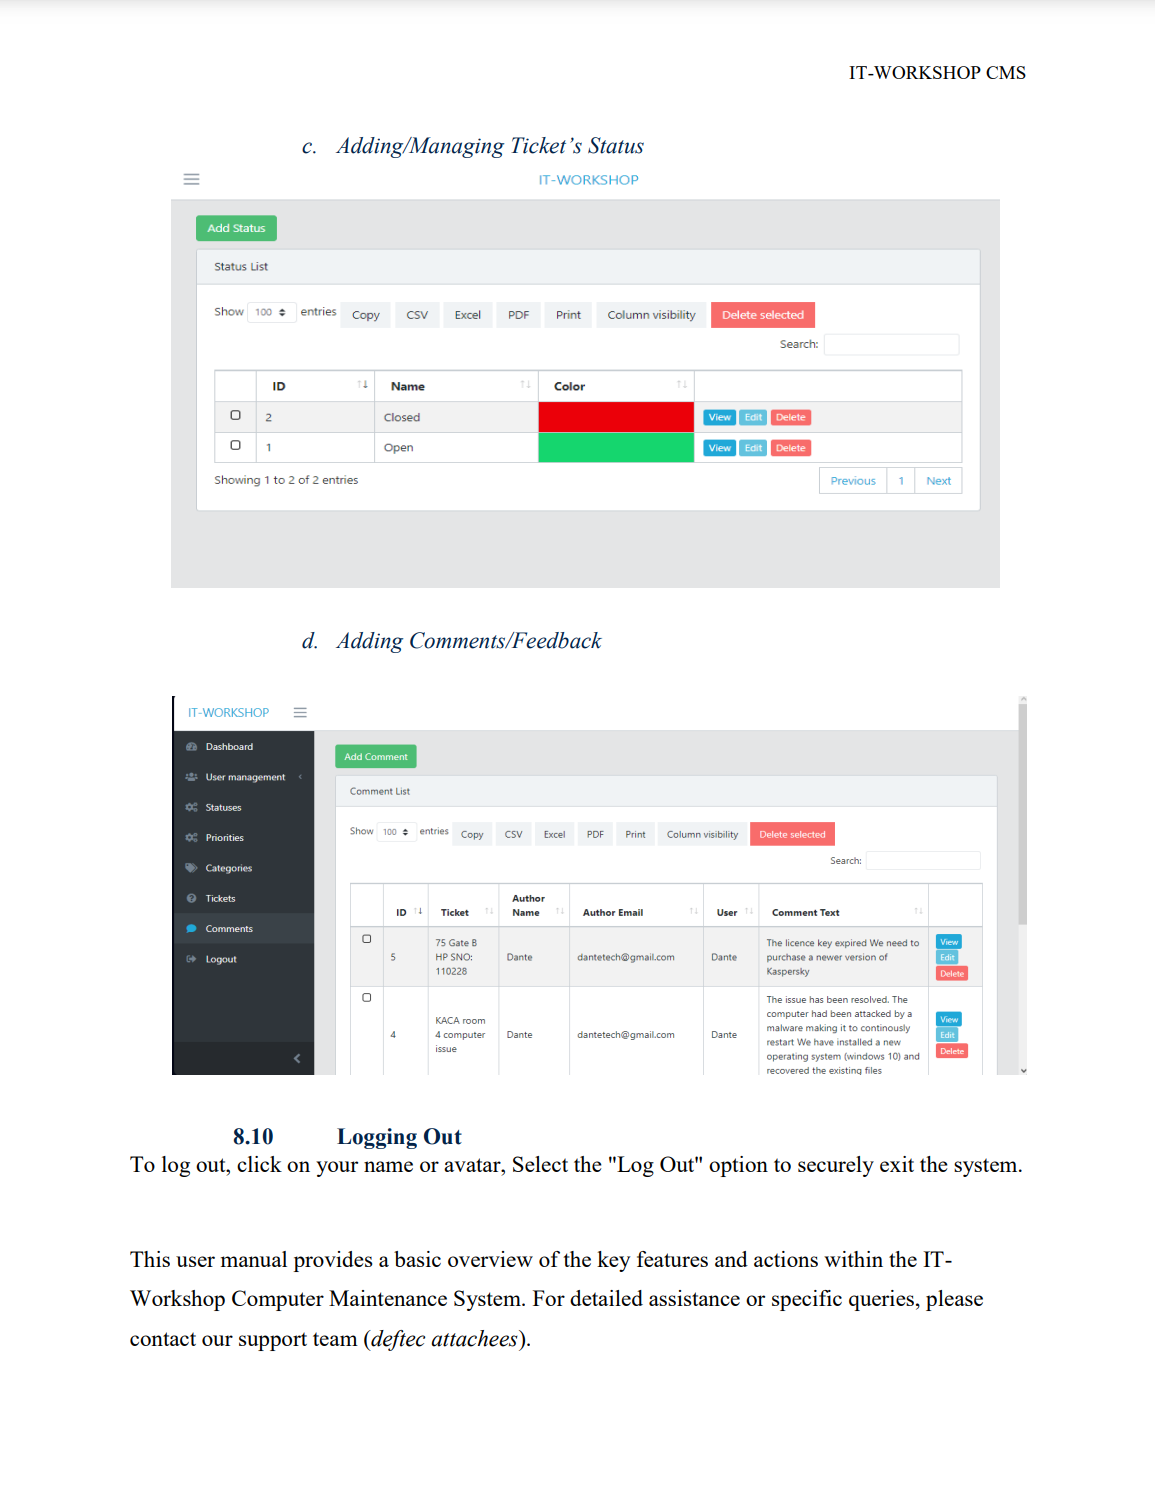 IT-WORKSHOP CMS
c. Adding/Managing Ticket's Status
IT-WORKSHOP
Add Status
Status List
Show 100 entries Copy CSV Excel PDF Print Column visibility Delete selected
Search:
ID Name Color
2 Closed View Edit Delete
1 Open View Edit Delete
Showing 1 to 2 of 2 entries Previous 1 Next
d. Adding Comments/Feedback
IT-WORKSHOP
Dashboard
User management
Statuses
Priorities
Categories
Tickets
Comments
Logout
Add Comment
Comment List
Show 100 entries Copy CSV Excel PDF Print Column visibility Delete selected
Search:
ID Ticket Author Name Author Email User Comment Text
5
75 Gate B
HP SNO:
110228
Dante
dantetech@gmail.com
Dante
The licence key expired We need to
purchase a newer version of
Kaspersky
View
Edit
Delete
4
KACA room
4 computer
issue
Dante
dantetech@gmail.com
Dante
The issue has been resolved. The
computer had been attacked by a
malware making it to continously
restart We have installed a new
operating system (windows 10) and
recovered the existing files
View
Edit
Delete
8.10 Logging Out
To log out, click on your name or avatar, Select the "Log Out" option to securely exit the system.
This user manual provides a basic overview of the key features and actions within the IT-
Workshop Computer Maintenance System. For detailed assistance or specific queries, please
contact our support team (deftec attachees).